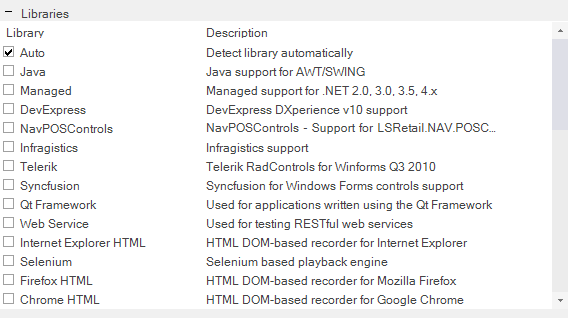 Libraries
Library Description
Auto Detect library automatically
Java Java support for AWT/SWING
Managed Managed support for .NET 2.0, 3.0, 3.5, 4.x
DevExpress DevExpress DXperience v10 support
NavPOSControls NavPOSControls - Support for LSRetail.NAV.POSC...
Infragistics Infragistics support
Telerik Telerik RadControls for Winforms Q3 2010
Syncfusion Syncfusion for Windows Forms controls support
Qt Framework Used for applications written using the Qt Framework
Web Service Used for testing RESTful web services
Internet Explorer HTML HTML DOM-based recorder for Internet Explorer
Selenium Selenium based playback engine
Firefox HTML HTML DOM-based recorder for Mozilla Firefox
Chrome HTML HTML DOM-based recorder for Google Chrome